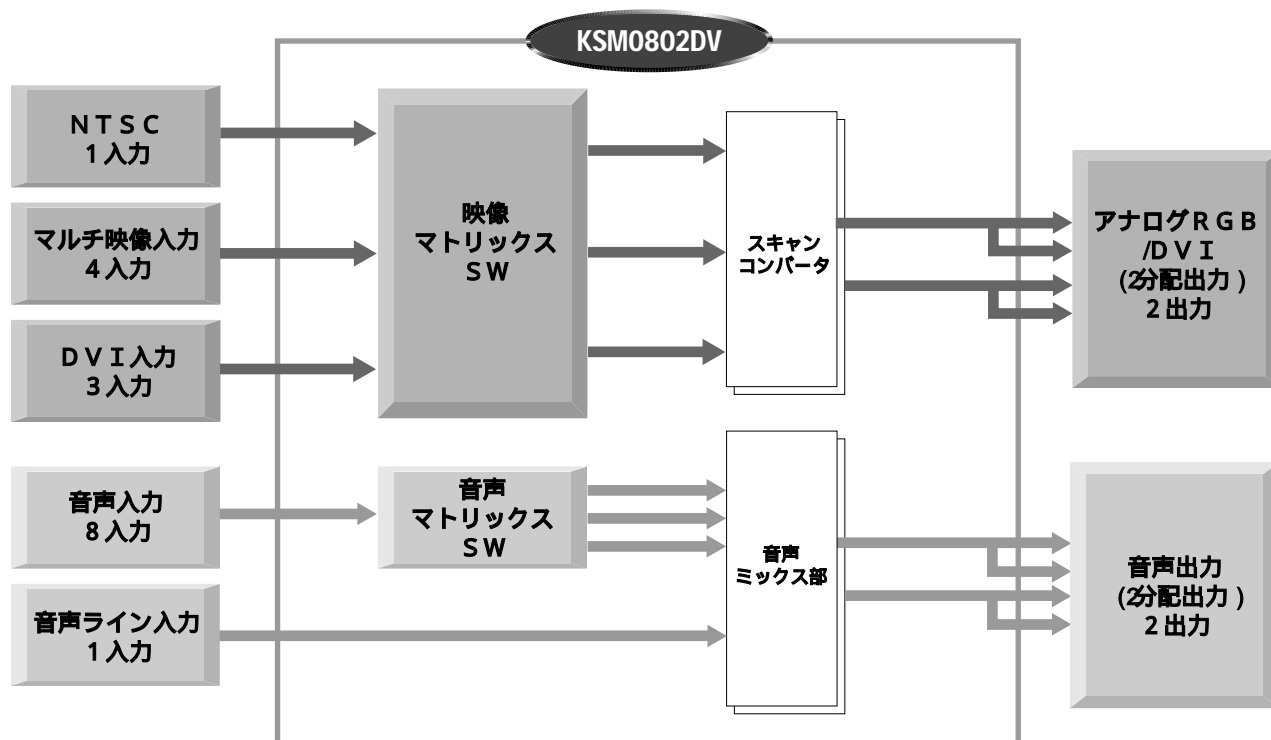 KSM0802DV
ＮＴＳＣ
１入力
マルチ映像入力
４入力
ＤＶＩ入力
３入力
映像
マトリックス
ＳＷ
スキャン
コンバータ
アナログＲＧＢ
/ＤＶＩ
(2分配出力)
２出力
音声入力
８入力
音声ライン入力
１入力
音声
マトリックス
ＳＷ
音声
ミックス部
音声出力
(2分配出力)
２出力